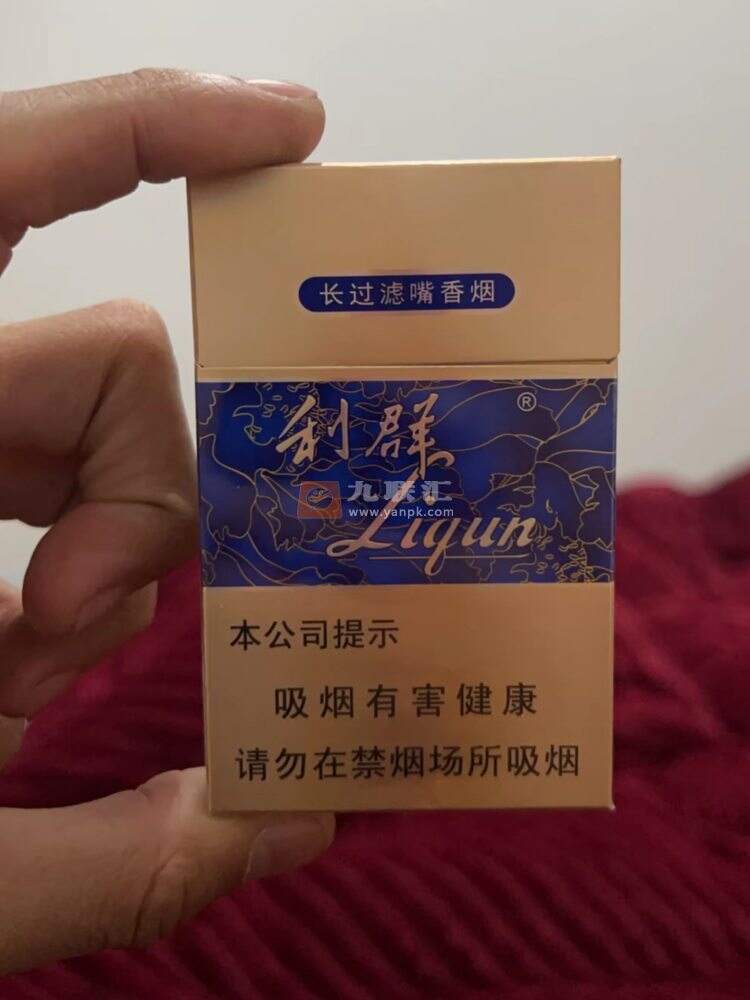 长过滤嘴香烟
利群
®
九联汇
www.yanpk.com
Liqun
本公司提示
吸烟有害健康
请勿在禁烟场所吸烟